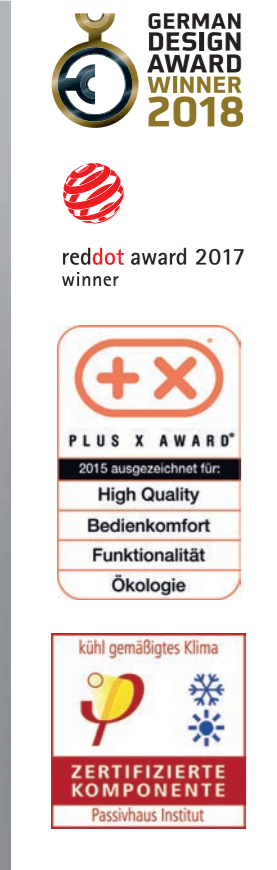 GERMAN
DESIGN
AWARD
WINNER
2018
reddot award 2017
winner
PLUS X AWARD®
2015 ausgezeichnet für:
High Quality
Bedienkomfort
Funktionalität
Ökologie
kühl gemäßigtes Klima
ZERTIFIZIERTE
KOMPONENTE
Passivhaus Institut